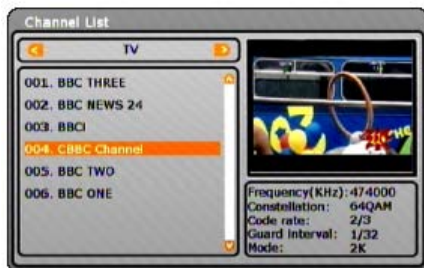 Channel List
TV
001. BBC THREE
002. BBC NEWS 24
003. BBCI
004. CBBC Channel
005. BBC TWO
006. BBC ONE
Frequency(KHz): 474000
Constellation: 64QAM
Code rate: 2/3
Guard Interval: 1/32
Mode: 2K